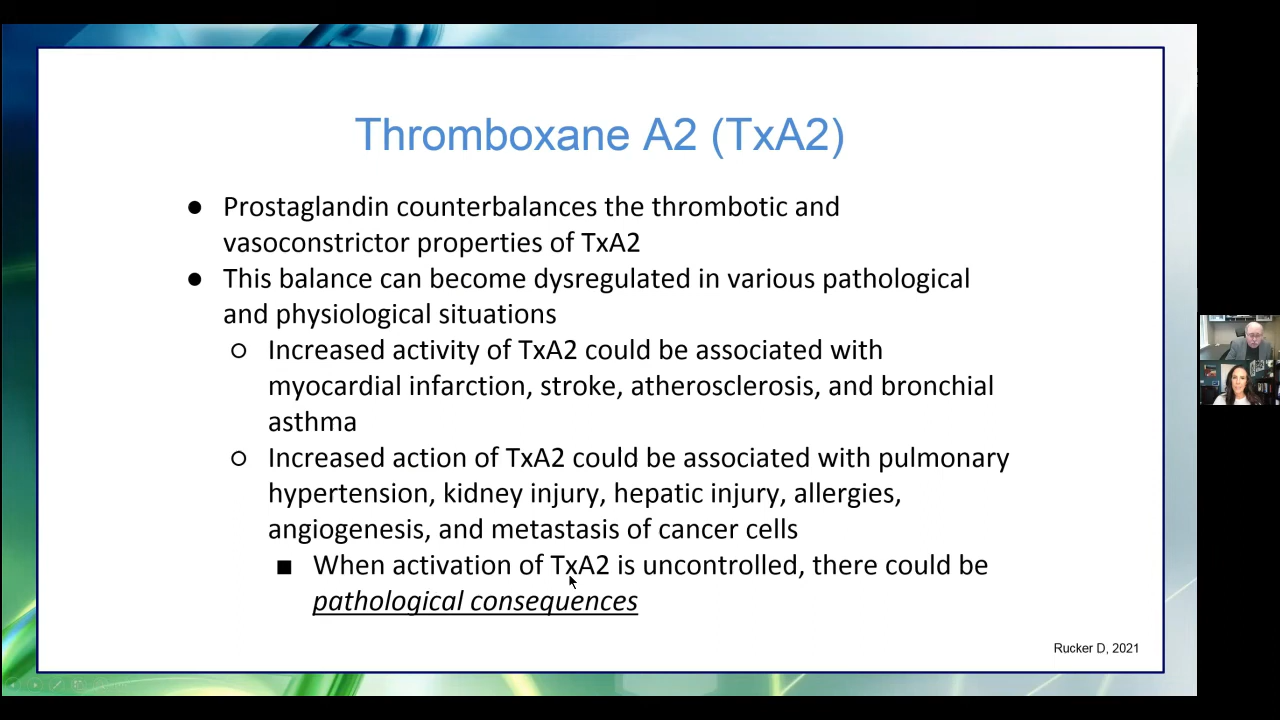 Thromboxane A2 (TxA2)
● Prostaglandin counterbalances the thrombotic and
vasoconstrictor properties of TxA2
● This balance can become dysregulated in various pathological
and physiological situations
○ Increased activity of TxA2 could be associated with
myocardial infarction, stroke, atherosclerosis, and bronchial
asthma
○ Increased action of TxA2 could be associated with pulmonary
hypertension, kidney injury, hepatic injury, allergies,
angiogenesis, and metastasis of cancer cells
■ When activation of TxA2 is uncontrolled, there could be
pathological consequences
Rucker D, 2021